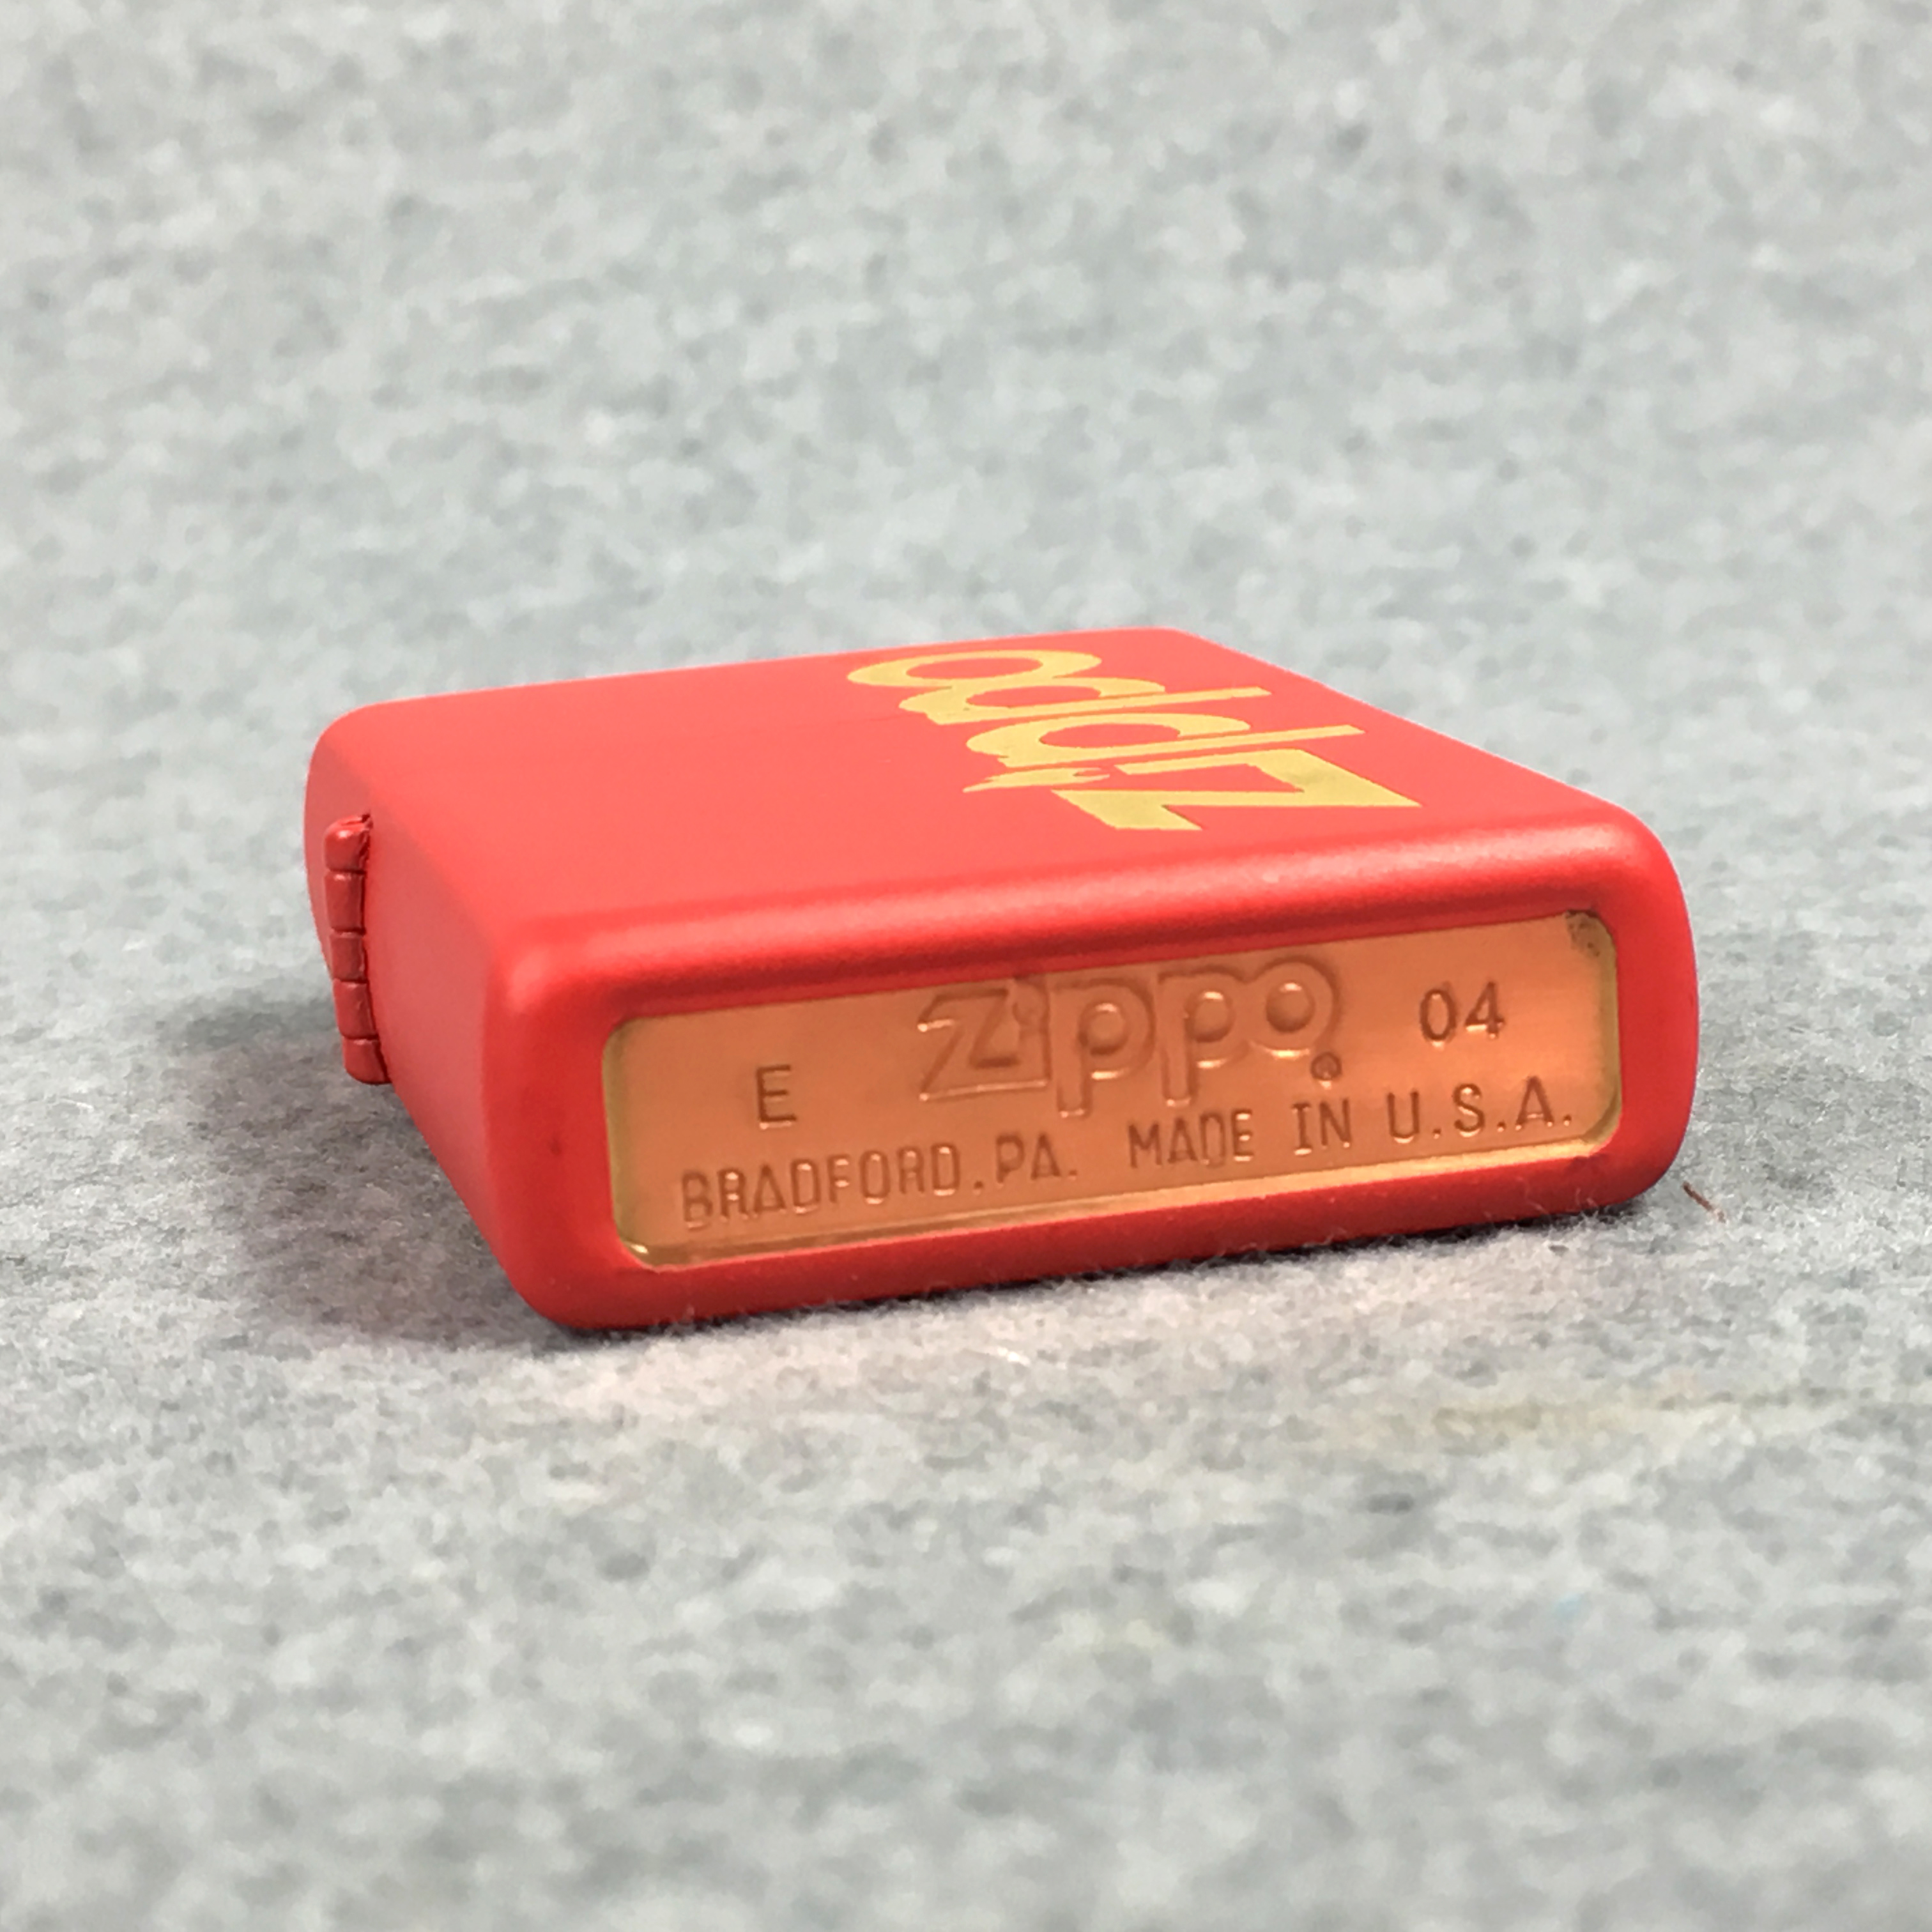 zippo
E zippo® 04
BRADFORD.PA. MADE IN U.S.A.